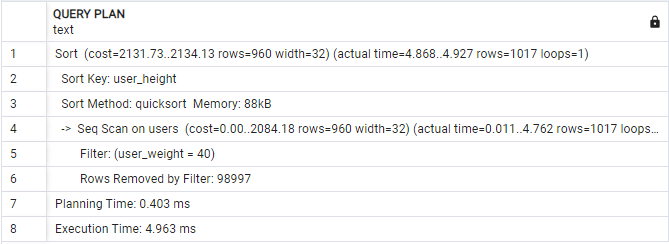 QUERY PLAN
text
1 Sort (cost=2131.73..2134.13 rows=960 width=32) (actual time=4.868..4.927 rows=1017 loops=1)
2 Sort Key: user_height
3 Sort Method: quicksort Memory: 88kB
4 -> Seq Scan on users (cost=0.00..2084.18 rows=960 width=32) (actual time=0.011..4.762 rows=1017 loops...
5 Filter: (user_weight = 40)
6 Rows Removed by Filter: 98997
7 Planning Time: 0.403 ms
8 Execution Time: 4.963 ms